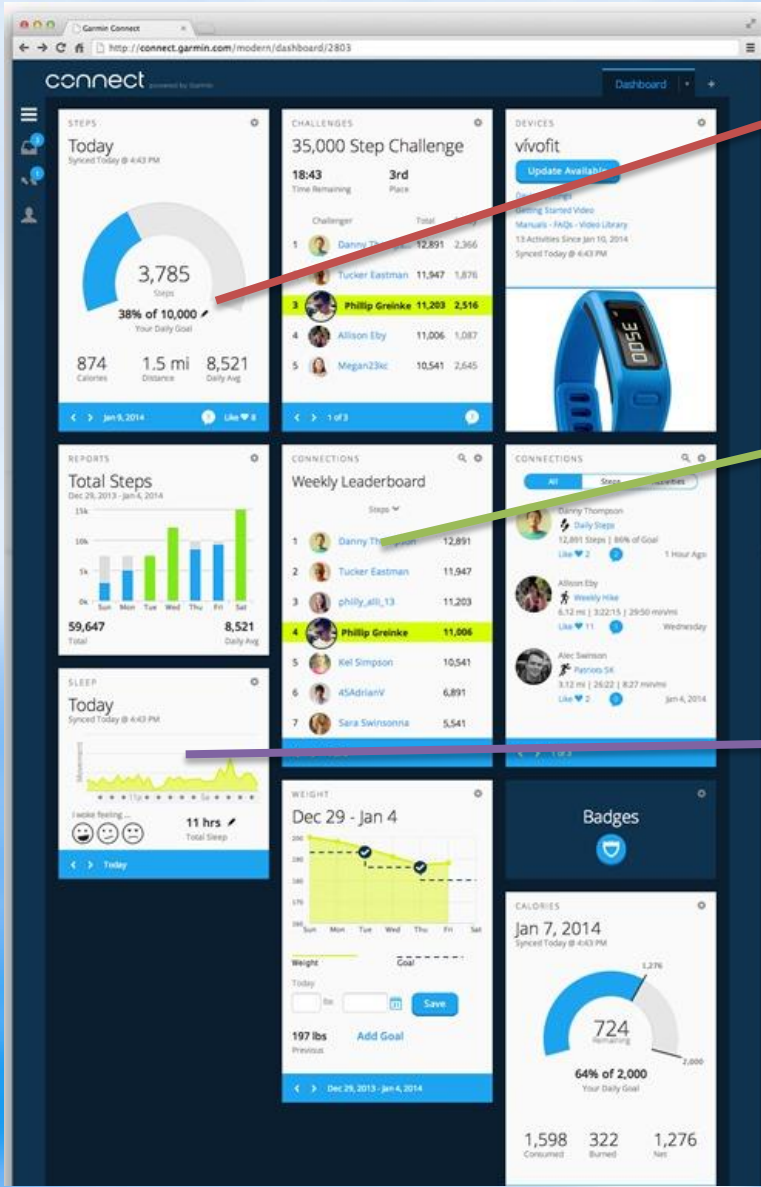 Garmin Connect
http://connect.garmin.com/modern/dashboard/2803
connect powered by Garmin
Dashboard
STEPS
Today
Synced Today @ 4:43 PM
3,785
Steps
38% of 10,000
Your Daily Goal
874 1.5 mi 8,521
Calories Distance Daily Avg
Jan 9, 2014
Like 8
CHALLENGES
35,000 Step Challenge
18:43 3rd
Time Remaining Place
Challenger Total
1 Danny 12,891 2,366
Tucker Eastman 11,947 1,876
3 Phillip Greinke 11,203 2,516
4 Allison Eby 11,006 1,087
5 Megan23kc 10,541 2,645
1 of 3
DEVICES
vívofit
Update Available
Getting Started Video
Manuals - FAQs - Video Library
13 Activities Since Jan 10, 2014
Synced Today @ 4:43 PM
3500
REPORTS
Total Steps
Dec 29, 2013 - Jan 4, 2014
15k
10k
5k
0k
Sun Mon Tue Wed Thu Fri Sat
59,647 8,521
Total Daily Avg
CONNECTIONS
Weekly Leaderboard
Steps
1 Danny Thompson 12,891
2 Tucker Eastman 11,947
3 philly_alli_13 11,203
4 Phillip Greinke 11,006
5 Kel Simpson 10,541
6 45AdrianV 6,891
7 Sara Swinsonna 5,541
CONNECTIONS
All Steps
Danny Thompson
Daily Steps
12,891 Steps | 86% of Goal
Like 2 1 Hour Ago
Allison Eby
Weekly Hike
6.12 mi | 3:22:15 | 29:50 min/mi
Like 11 Wednesday
Alec Swinson
Patriots 5K
3.12 mi | 26:22 | 8:27 min/mi
Like 2 Jan 4, 2014
1 of 3
SLEEP
Today
Synced Today @ 4:43 PM
Movement
11p 5a
I woke feeling ...
11 hrs
Total Sleep
Today
WEIGHT
Dec 29 - Jan 4
200
190
180
170
160
Sun Mon Tue Wed Thu Fri Sat
Weight Goal
Today
lbs Save
197 lbs Add Goal
Previous
Dec 29, 2013 - Jan 4, 2014
Badges
CALORIES
Jan 7, 2014
Synced Today @ 4:43 PM
1,276
724
Remaining
2,000
64% of 2,000
Your Daily Goal
1,598 322 1,276
Consumed Burned Net